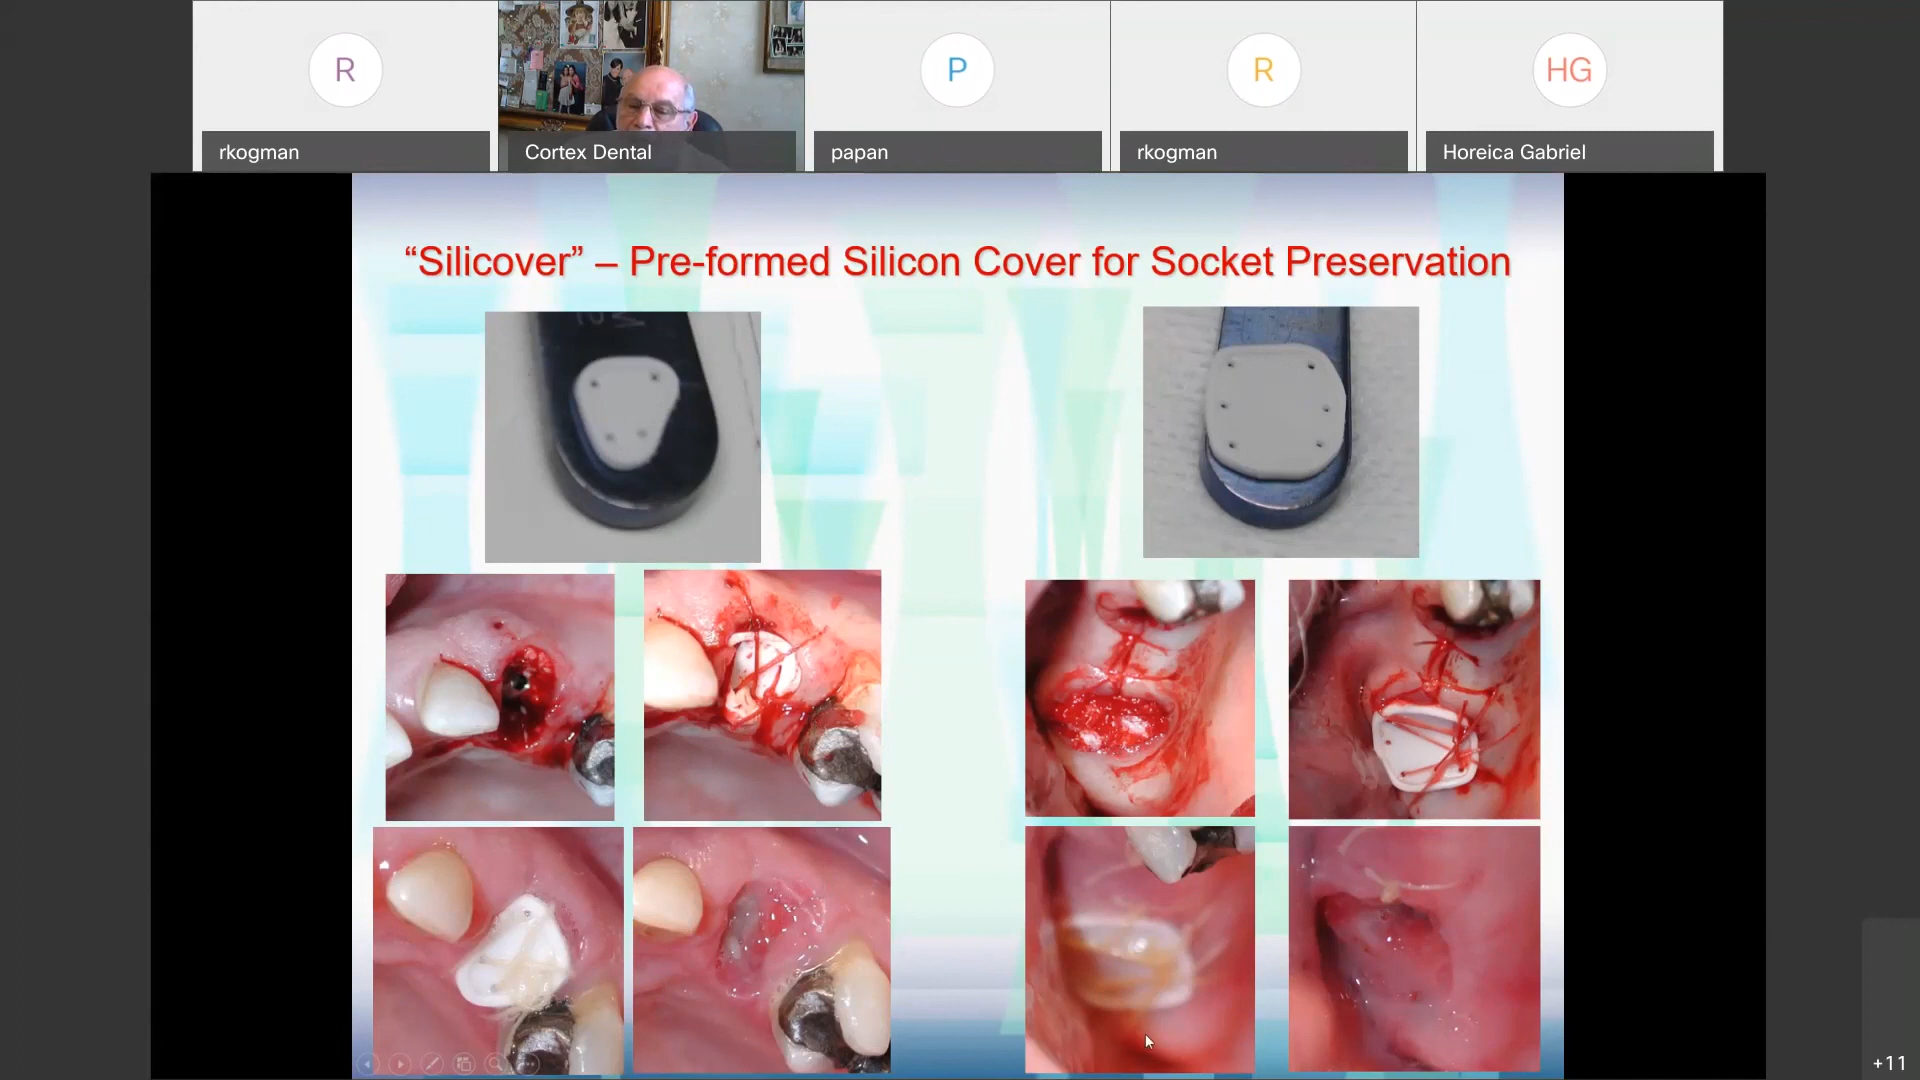 R
P
R
HG
rkogman
Cortex Dental
papan
rkogman
Horeica Gabriel
“Silicover” – Pre-formed Silicon Cover for Socket Preservation
+11